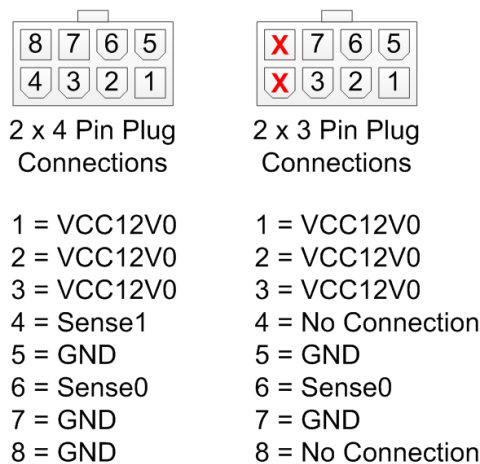 8 7 6 5
4 3 2 1
2 x 4 Pin Plug
Connections
1 = VCC12V0
2 = VCC12V0
3 = VCC12V0
4 = Sense1
5 = GND
6 = Sense0
7 = GND
8 = GND
X 7 6 5
X 3 2 1
2 x 3 Pin Plug
Connections
1 = VCC12V0
2 = VCC12V0
3 = VCC12V0
4 = No Connection
5 = GND
6 = Sense0
7 = GND
8 = No Connection